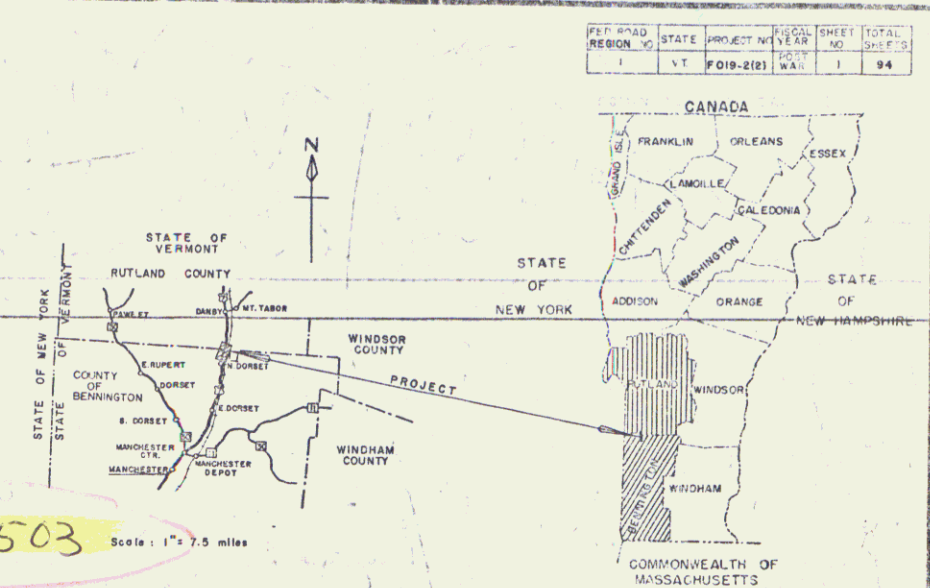 FED ROAD REGION NO | STATE | PROJECT NO | FISCAL YEAR | SHEET NO | TOTAL SHEETS
1 | VT. | F 019-2(2) | POST WAR | 1 | 94
CANADA
GRAND ISLE
FRANKLIN
ORLEANS
ESSEX
LAMOILLE
CHITTENDEN
CALEDONIA
WASHINGTON
ADDISON
ORANGE
STATE
OF
NEW YORK
STATE
OF
NEW HAMPSHIRE
RUTLAND
WINDSOR
BENNINGTON
WINDHAM
COMMONWEALTH OF
MASSACHUSETTS
N
STATE OF
VERMONT
RUTLAND COUNTY
STATE OF NEW YORK
STATE OF VERMONT
PAWLET
DANBY
MT. TABOR
WINDSOR
COUNTY
N. DORSET
PROJECT
E. RUPERT
COUNTY
OF
BENNINGTON
DORSET
E. DORSET
S. DORSET
MANCHESTER
CTR.
MANCHESTER
MANCHESTER
DEPOT
WINDHAM
COUNTY
11
503
Scale : 1" = 7.5 miles